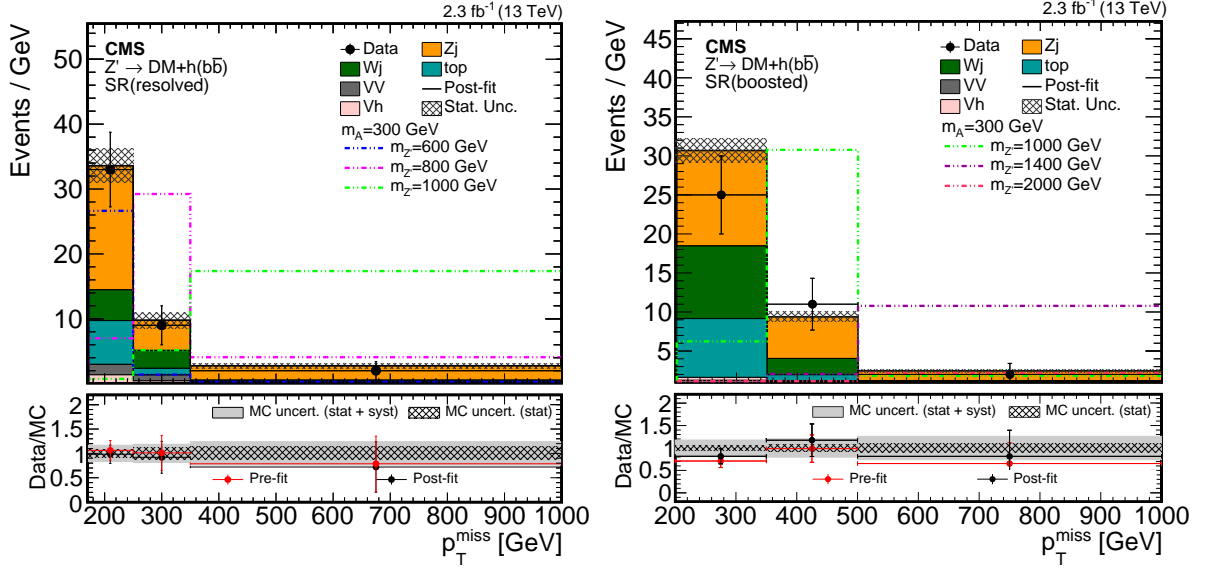 2.3 fb⁻¹ (13 TeV)
CMS
Z' → DM+h(bb̅)
SR(resolved)
Data
Zj
Wj
top
VV
Post-fit
Vh
Stat. Unc.
m_A=300 GeV
m_Z'=600 GeV
m_Z'=800 GeV
m_Z'=1000 GeV
Events / GeV
50
40
30
20
10
MC uncert. (stat + syst)
MC uncert. (stat)
Pre-fit
Post-fit
Data/MC
2
1.5
1
0.5
0
200 300 400 500 600 700 800 900 1000
p_T^miss [GeV]
2.3 fb⁻¹ (13 TeV)
CMS
Z' → DM+h(bb̅)
SR(boosted)
Data
Zj
Wj
top
VV
Post-fit
Vh
Stat. Unc.
m_A=300 GeV
m_Z'=1000 GeV
m_Z'=1400 GeV
m_Z'=2000 GeV
Events / GeV
45
40
35
30
25
20
15
10
5
MC uncert. (stat + syst)
MC uncert. (stat)
Pre-fit
Post-fit
Data/MC
2
1.5
1
0.5
0
200 300 400 500 600 700 800 900 1000
p_T^miss [GeV]